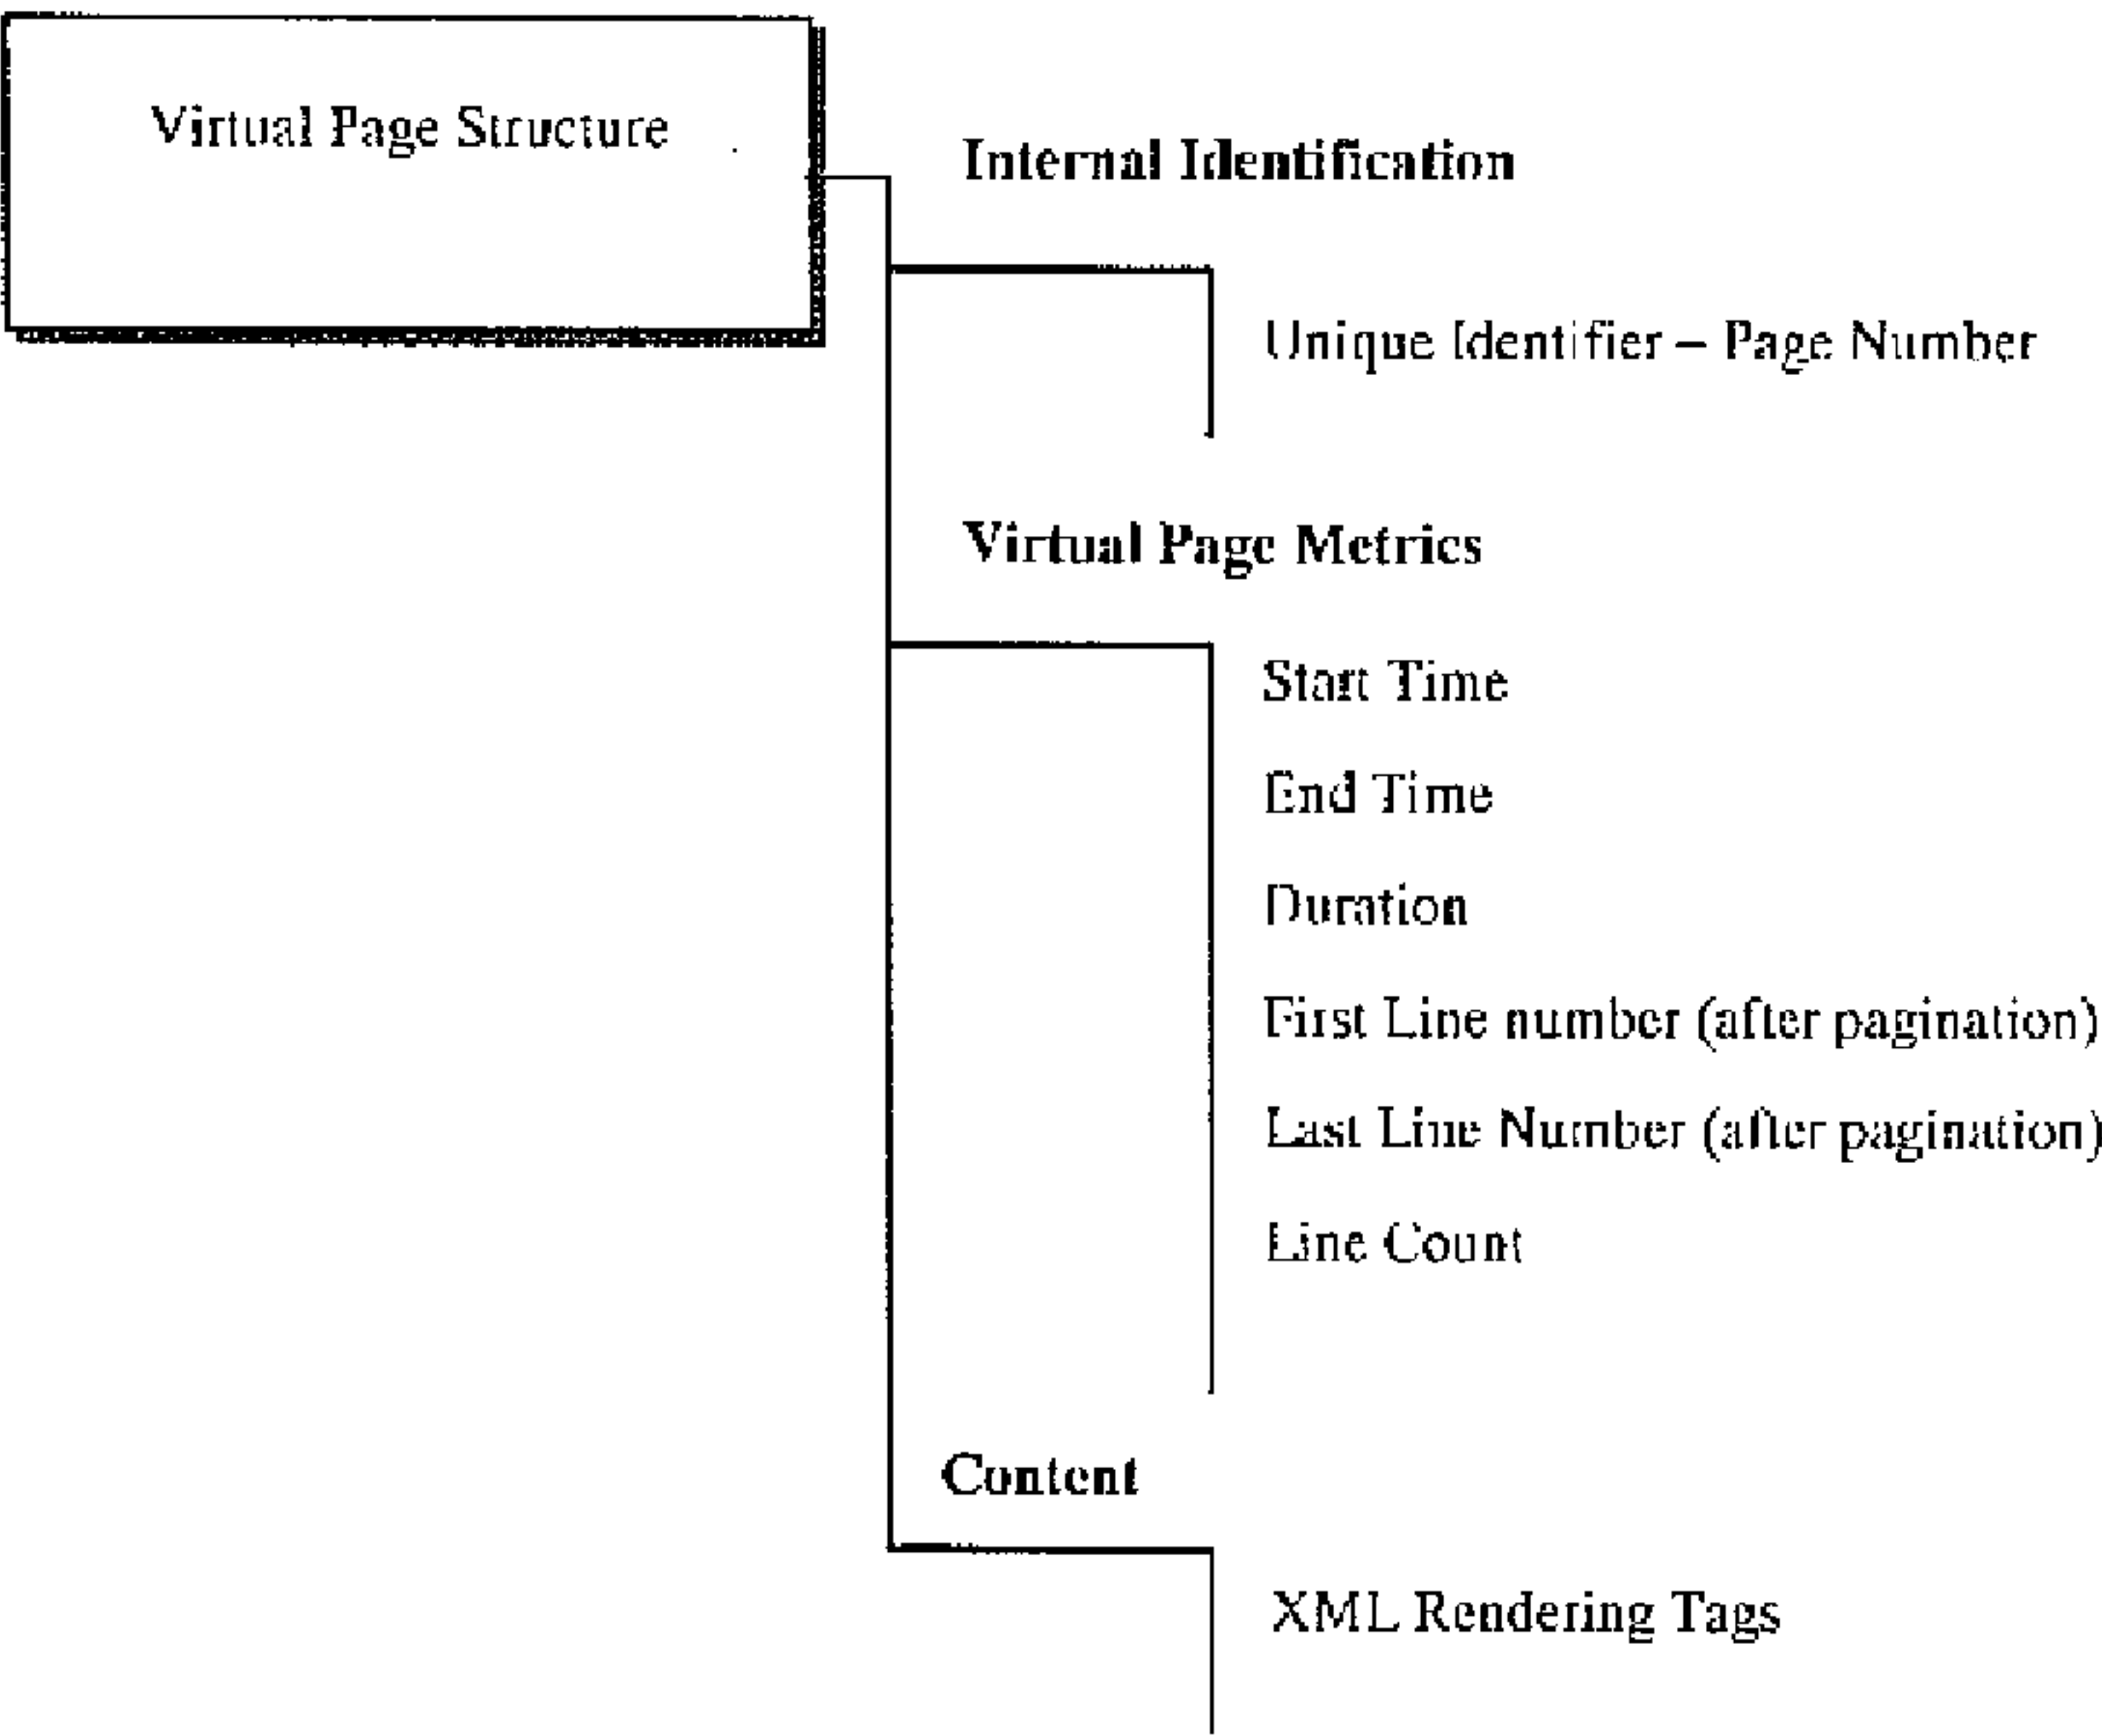 Virtual Page Structure
Internal Identification
Unique Identifier – Page Number
Virtual Page Metrics
Start Time
End Time
Duration
First Line number (after pagination)
Last Line Number (after pagination)
Line Count
Content
XML Rendering Tags